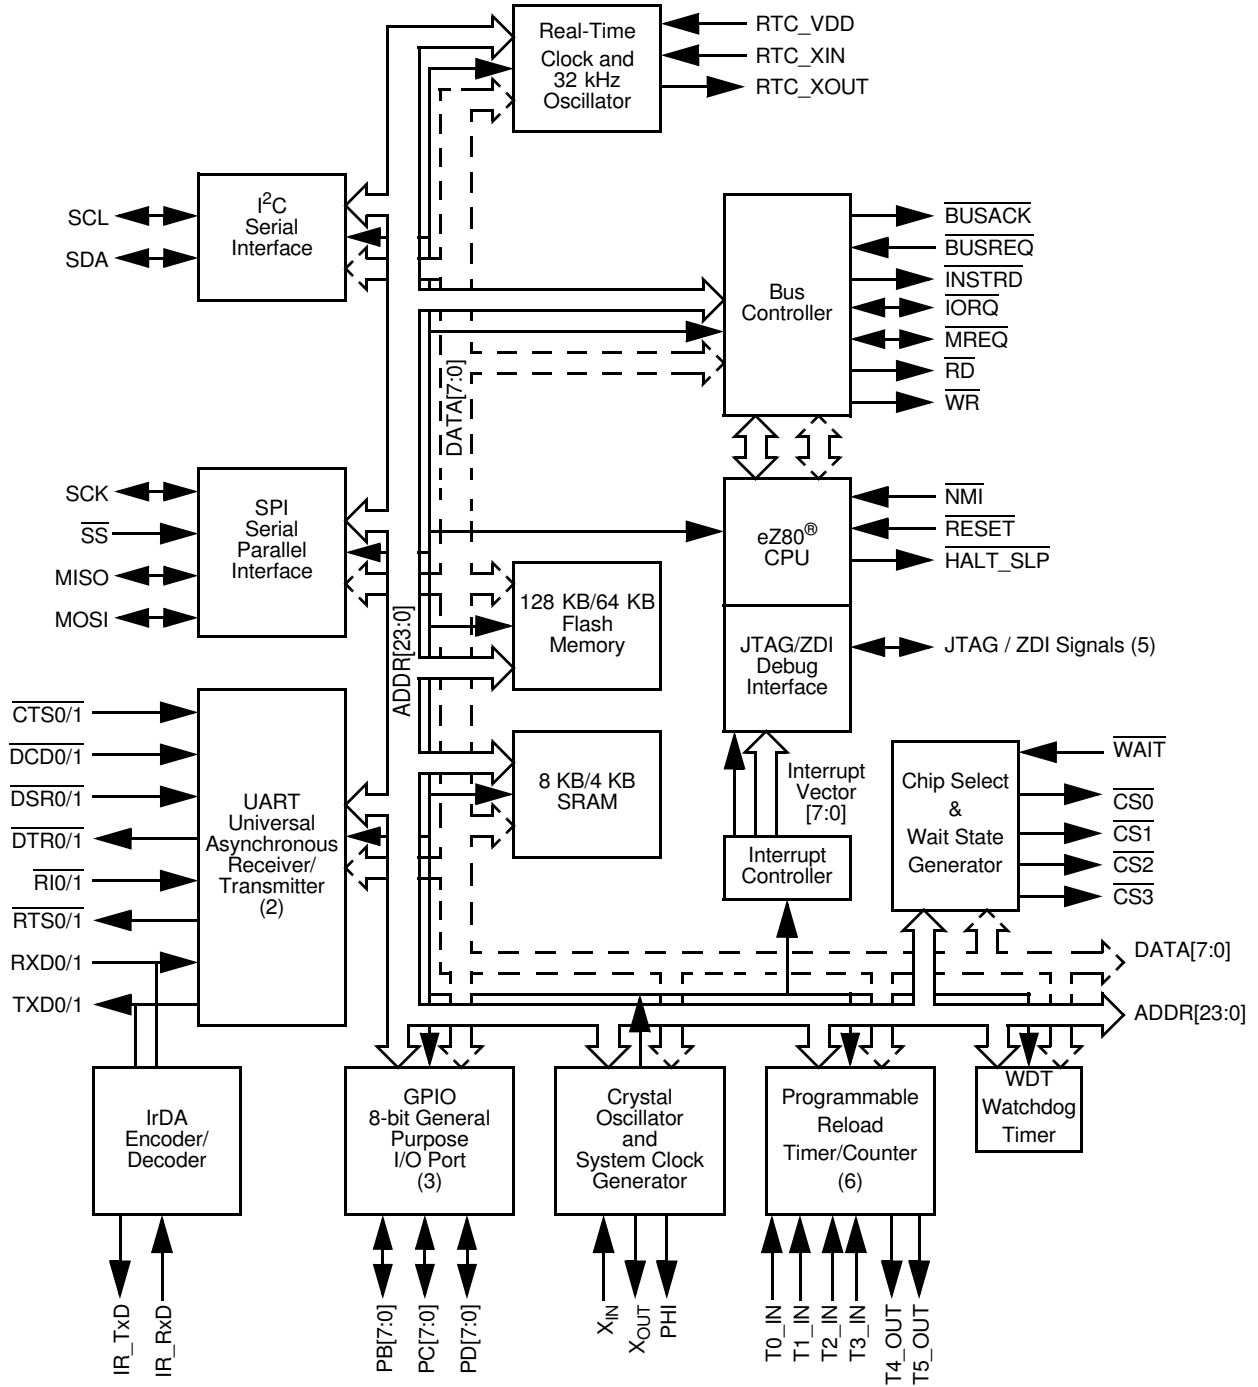 Real-Time
Clock and
32 kHz
Oscillator
RTC_VDD
RTC_XIN
RTC_XOUT
I²C
Serial
Interface
SCL
SDA
Bus
Controller
BUSACK
BUSREQ
INSTRD
IORQ
MREQ
RD
WR
DATA[7:0]
SPI
Serial
Parallel
Interface
SCK
SS
MISO
MOSI
eZ80®
CPU
NMI
RESET
HALT_SLP
128 KB/64 KB
Flash
Memory
ADDR[23:0]
JTAG/ZDI
Debug
Interface
JTAG / ZDI Signals (5)
CTS0/1
DCD0/1
DSR0/1
DTR0/1
RI0/1
RTS0/1
RXD0/1
TXD0/1
UART
Universal
Asynchronous
Receiver/
Transmitter
(2)
8 KB/4 KB
SRAM
Interrupt
Vector
[7:0]
Interrupt
Controller
Chip Select
&
Wait State
Generator
WAIT
CS0
CS1
CS2
CS3
DATA[7:0]
ADDR[23:0]
IrDA
Encoder/
Decoder
GPIO
8-bit General
Purpose
I/O Port
(3)
Crystal
Oscillator
and
System Clock
Generator
Programmable
Reload
Timer/Counter
(6)
WDT
Watchdog
Timer
IR_TxD
IR_RxD
PB[7:0]
PC[7:0]
PD[7:0]
XIN
XOUT
PHI
T0_IN
T1_IN
T2_IN
T3_IN
T4_OUT
T5_OUT